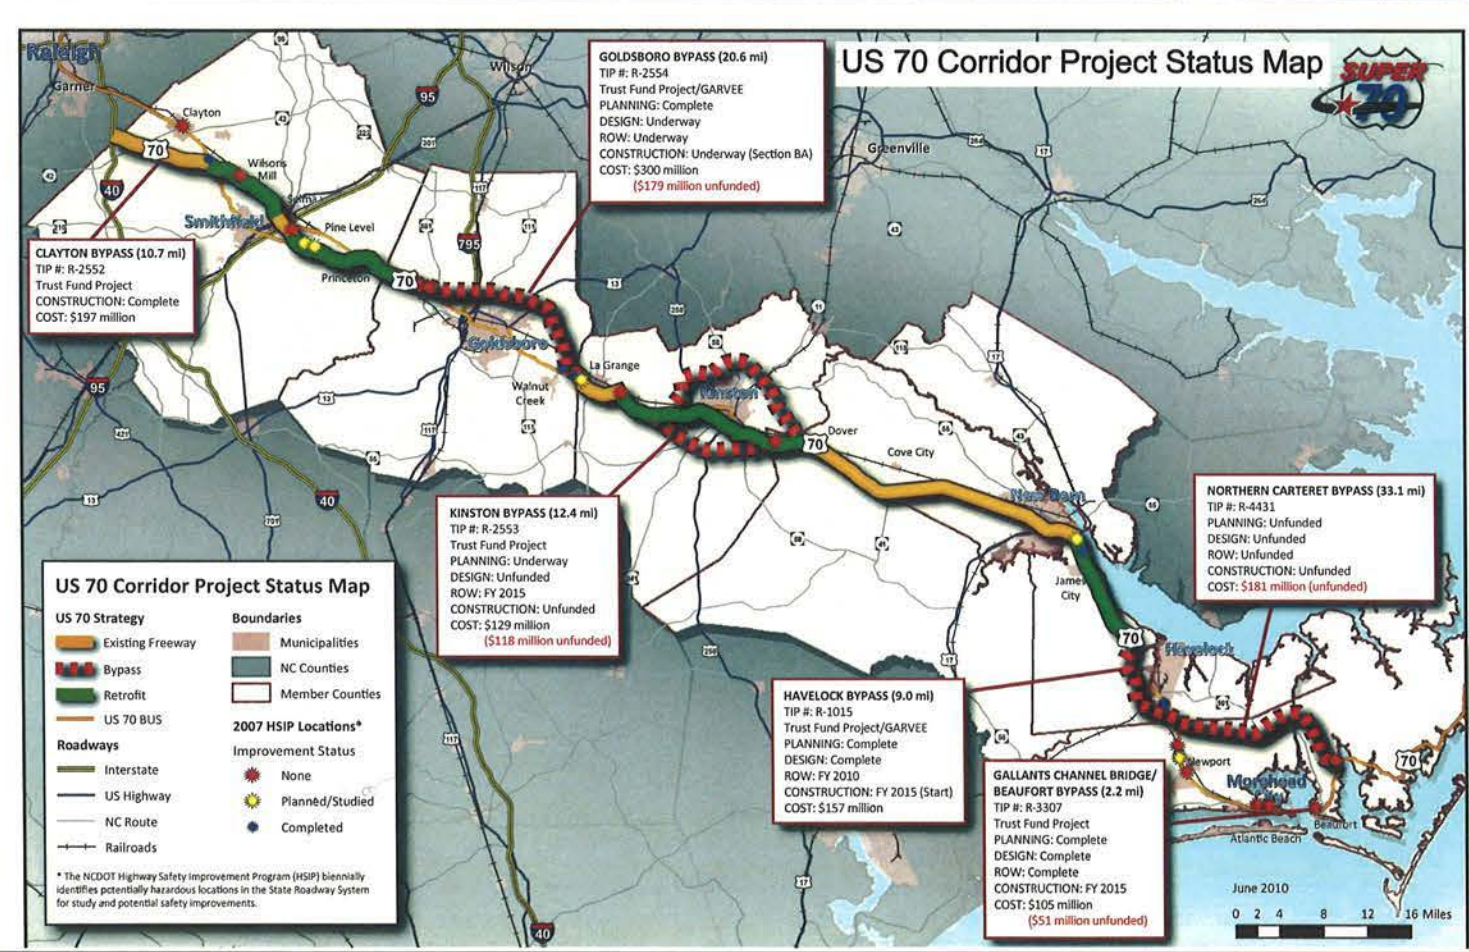 US 70 Corridor Project Status Map
SUPER
70
GOLDSBORO BYPASS (20.6 mi)
TIP #: R-2554
Trust Fund Project/GARVEE
PLANNING: Complete
DESIGN: Underway
ROW: Underway
CONSTRUCTION: Underway (Section BA)
COST: $300 million
($179 million unfunded)
CLAYTON BYPASS (10.7 mi)
TIP #: R-2552
Trust Fund Project
CONSTRUCTION: Complete
COST: $197 million
KINSTON BYPASS (12.4 mi)
TIP #: R-2553
Trust Fund Project
PLANNING: Underway
DESIGN: Unfunded
ROW: FY 2015
CONSTRUCTION: Unfunded
COST: $129 million
($118 million unfunded)
NORTHERN CARTERET BYPASS (33.1 mi)
TIP #: R-4431
PLANNING: Unfunded
DESIGN: Unfunded
ROW: Unfunded
CONSTRUCTION: Unfunded
COST: $181 million (unfunded)
HAVELOCK BYPASS (9.0 mi)
TIP #: R-1015
Trust Fund Project/GARVEE
PLANNING: Complete
DESIGN: Complete
ROW: FY 2010
CONSTRUCTION: FY 2015 (Start)
COST: $157 million
GALLANTS CHANNEL BRIDGE/
BEAUFORT BYPASS (2.2 mi)
TIP #: R-3307
Trust Fund Project
PLANNING: Complete
DESIGN: Complete
ROW: Complete
CONSTRUCTION: FY 2015
COST: $105 million
($51 million unfunded)
Raleigh
Garner
Clayton
Wilson
Wilsons
Mill
Smithfield
Pine Level
Princeton
Goldsboro
Walnut
Creek
La Grange
Kinston
Dover
Cove City
New Bern
James
City
Havelock
Newport
Morehead
City
Beaufort
Atlantic Beach
Greenville
70
70
70
70
70
40
40
40
95
95
795
US 70 Corridor Project Status Map
US 70 Strategy
Existing Freeway
Bypass
Retrofit
US 70 BUS
Roadways
Interstate
US Highway
NC Route
Railroads
Boundaries
Municipalities
NC Counties
Member Counties
2007 HSIP Locations*
Improvement Status
None
Planned/Studied
Completed
* The NCDOT Highway Safety Improvement Program (HSIP) biennially
identifies potentially hazardous locations in the State Roadway System
for study and potential safety improvements.
June 2010
0 2 4 8 12 16 Miles